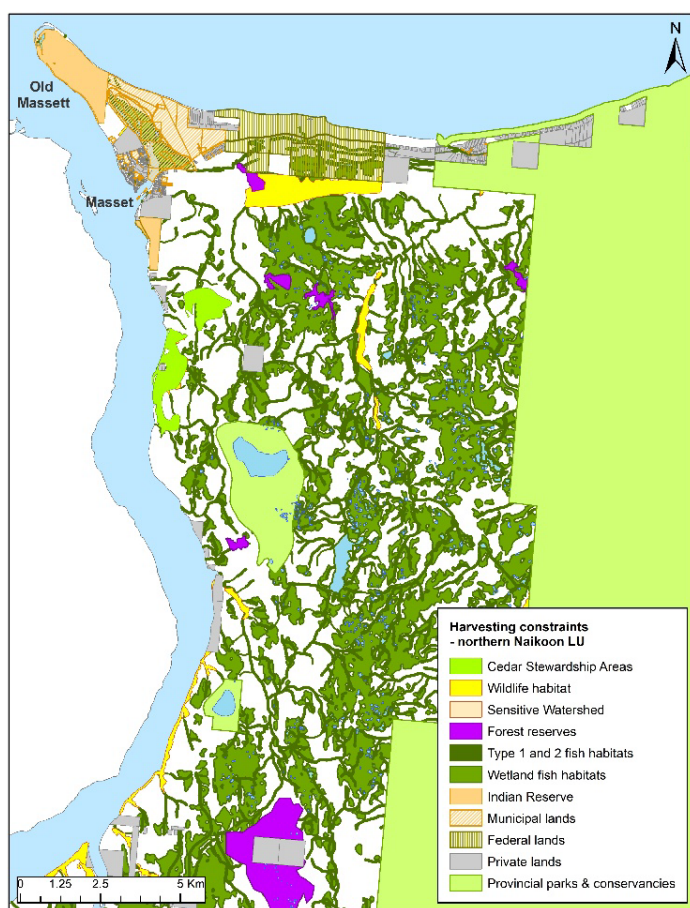 N
Old
Massett
Masset
Harvesting constraints
- northern Naikoon LU
Cedar Stewardship Areas
Wildlife habitat
Sensitive Watershed
Forest reserves
Type 1 and 2 fish habitats
Wetland fish habitats
Indian Reserve
Municipal lands
Federal lands
Private lands
Provincial parks & conservancies
0 1.25 2.5 5 Km